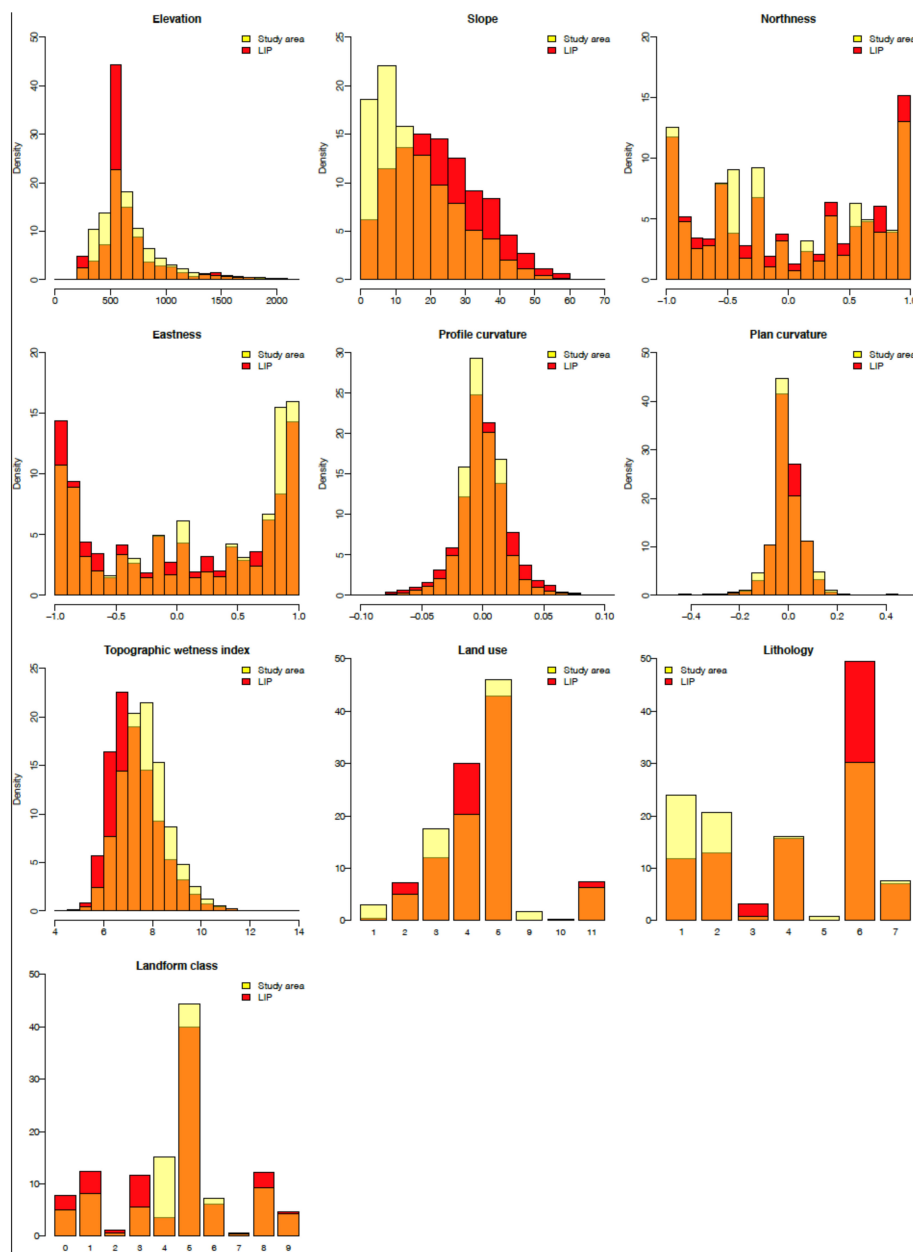 Elevation
Study area
LIP
Density
0 10 20 30 40 50
0 500 1000 1500 2000
Slope
Study area
LIP
Density
0 5 10 15 20 25
0 10 20 30 40 50 60 70
Northness
Study area
LIP
Density
0 5 10 15 20
−1.0 −0.5 0.0 0.5 1.0
Eastness
Study area
LIP
Density
0 5 10 15 20
−1.0 −0.5 0.0 0.5 1.0
Profile curvature
Study area
LIP
Density
0 5 10 15 20 25 30
−0.10 −0.05 0.00 0.05 0.10
Plan curvature
Study area
LIP
Density
0 10 20 30 40 50
−0.4 −0.2 0.0 0.2 0.4
Topographic wetness index
Study area
LIP
Density
0 5 10 15 20 25
4 6 8 10 12 14
Land use
Study area
LIP
0 10 20 30 40 50
1 2 3 4 5 9 10 11
Lithology
Study area
LIP
0 10 20 30 40 50
1 2 3 4 5 6 7
Landform class
Study area
LIP
0 10 20 30 40 50
0 1 2 3 4 5 6 7 8 9